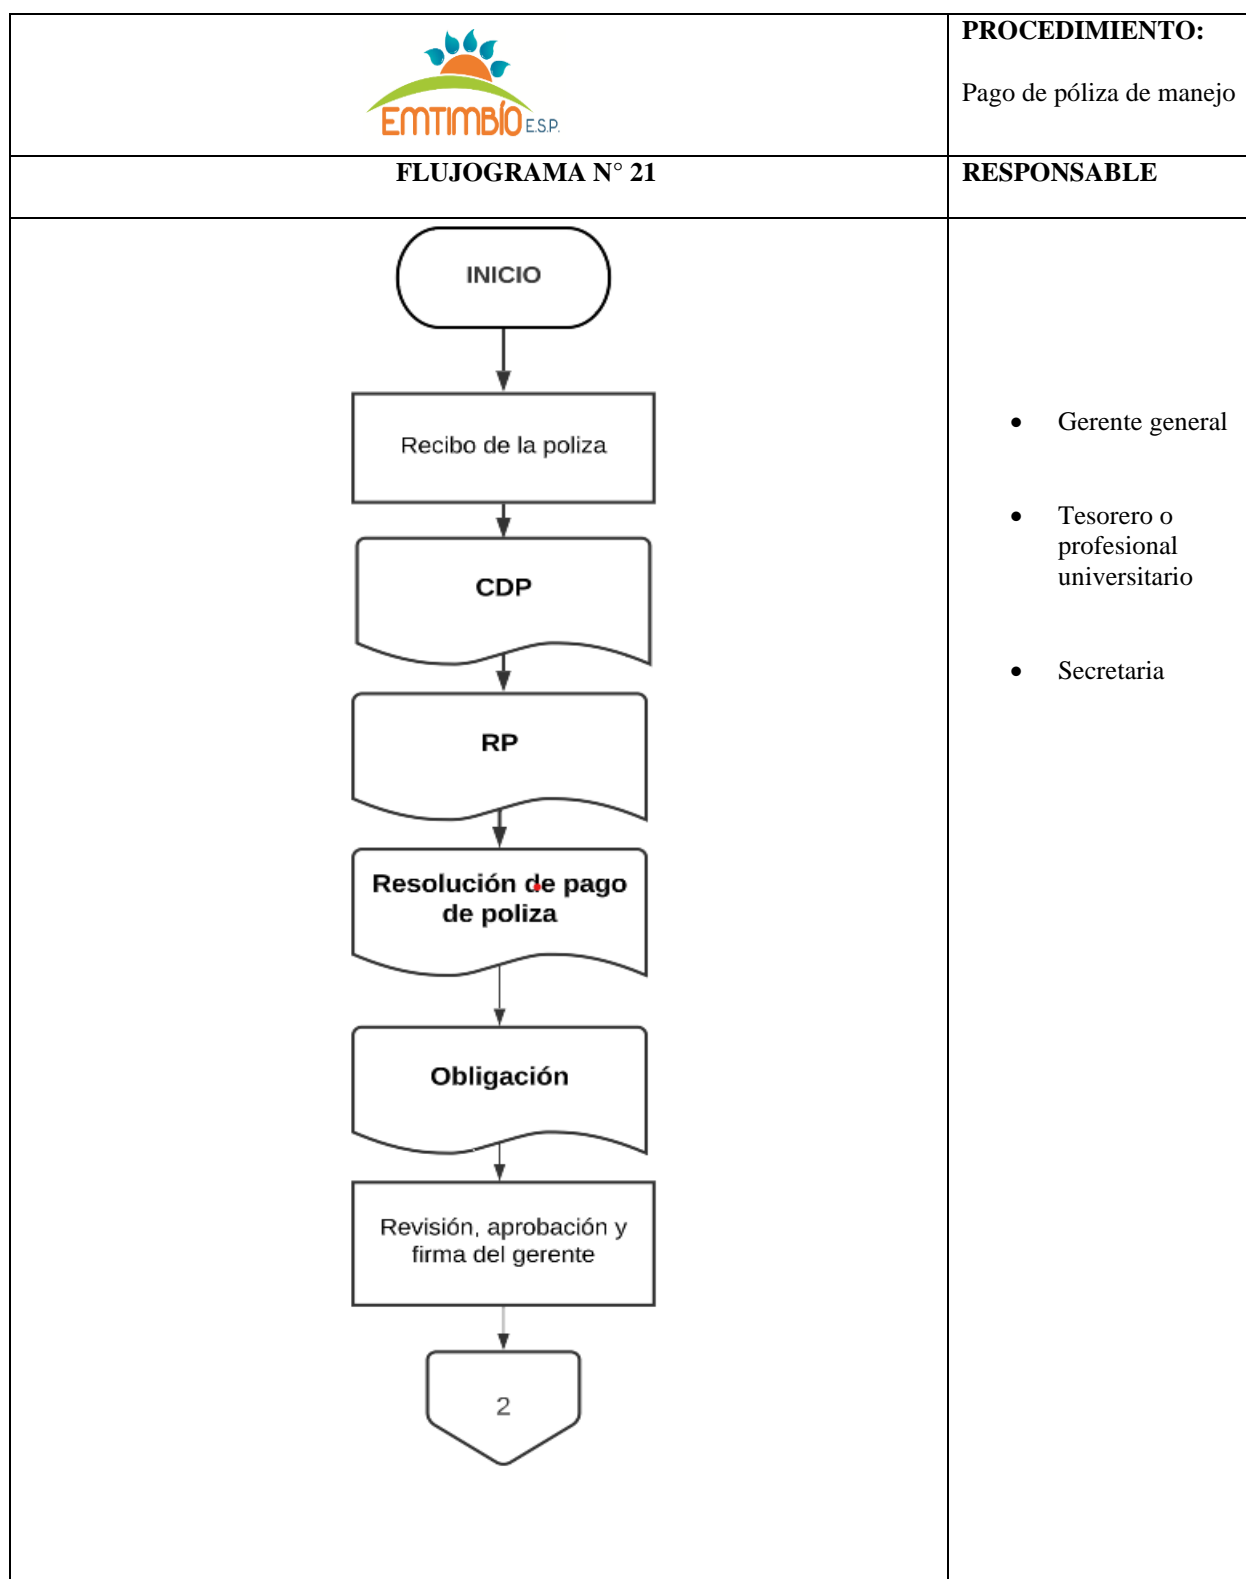 EMTIMBÍO E.S.P.
PROCEDIMIENTO:
Pago de póliza de manejo
FLUJOGRAMA N° 21
RESPONSABLE
INICIO
Recibo de la poliza
CDP
RP
Resolución de pago
de poliza
Obligación
Revisión, aprobación y
firma del gerente
2
• Gerente general
• Tesorero o
profesional
universitario
• Secretaria